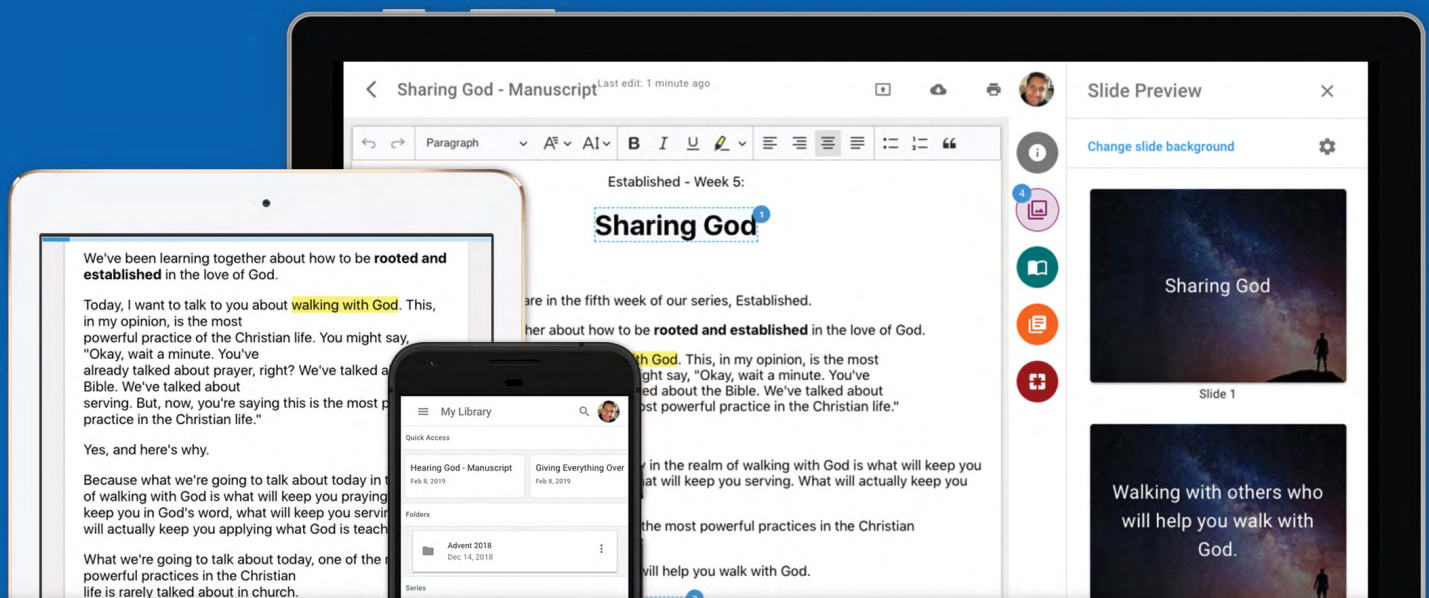 Sharing God - Manuscript
Last edit: 1 minute ago
Paragraph
Established - Week 5:
Sharing God
1
are in the fifth week of our series, Established.
her about how to be rooted and established in the love of God.
th God. This, in my opinion, is the most
ght say, "Okay, wait a minute. You've
ed about the Bible. We've talked about
st powerful practice in the Christian life."
in the realm of walking with God is what will keep you
at will keep you serving. What will actually keep you
the most powerful practices in the Christian
will help you walk with God.
4
Slide Preview
Change slide background
Sharing God
Slide 1
Walking with others who
will help you walk with
God.
We've been learning together about how to be rooted and
established in the love of God.
Today, I want to talk to you about walking with God. This,
in my opinion, is the most
powerful practice of the Christian life. You might say,
"Okay, wait a minute. You've
already talked about prayer, right? We've talked a
Bible. We've talked about
serving. But, now, you're saying this is the most p
practice in the Christian life."
Yes, and here's why.
Because what we're going to talk about today in t
of walking with God is what will keep you praying
keep you in God's word, what will keep you servin
will actually keep you applying what God is teach
What we're going to talk about today, one of the
powerful practices in the Christian
life is rarely talked about in church.
My Library
Quick Access
Hearing God - Manuscript
Feb 8, 2019
Giving Everything Over
Feb 8, 2019
Folders
Advent 2018
Dec 14, 2018
Series